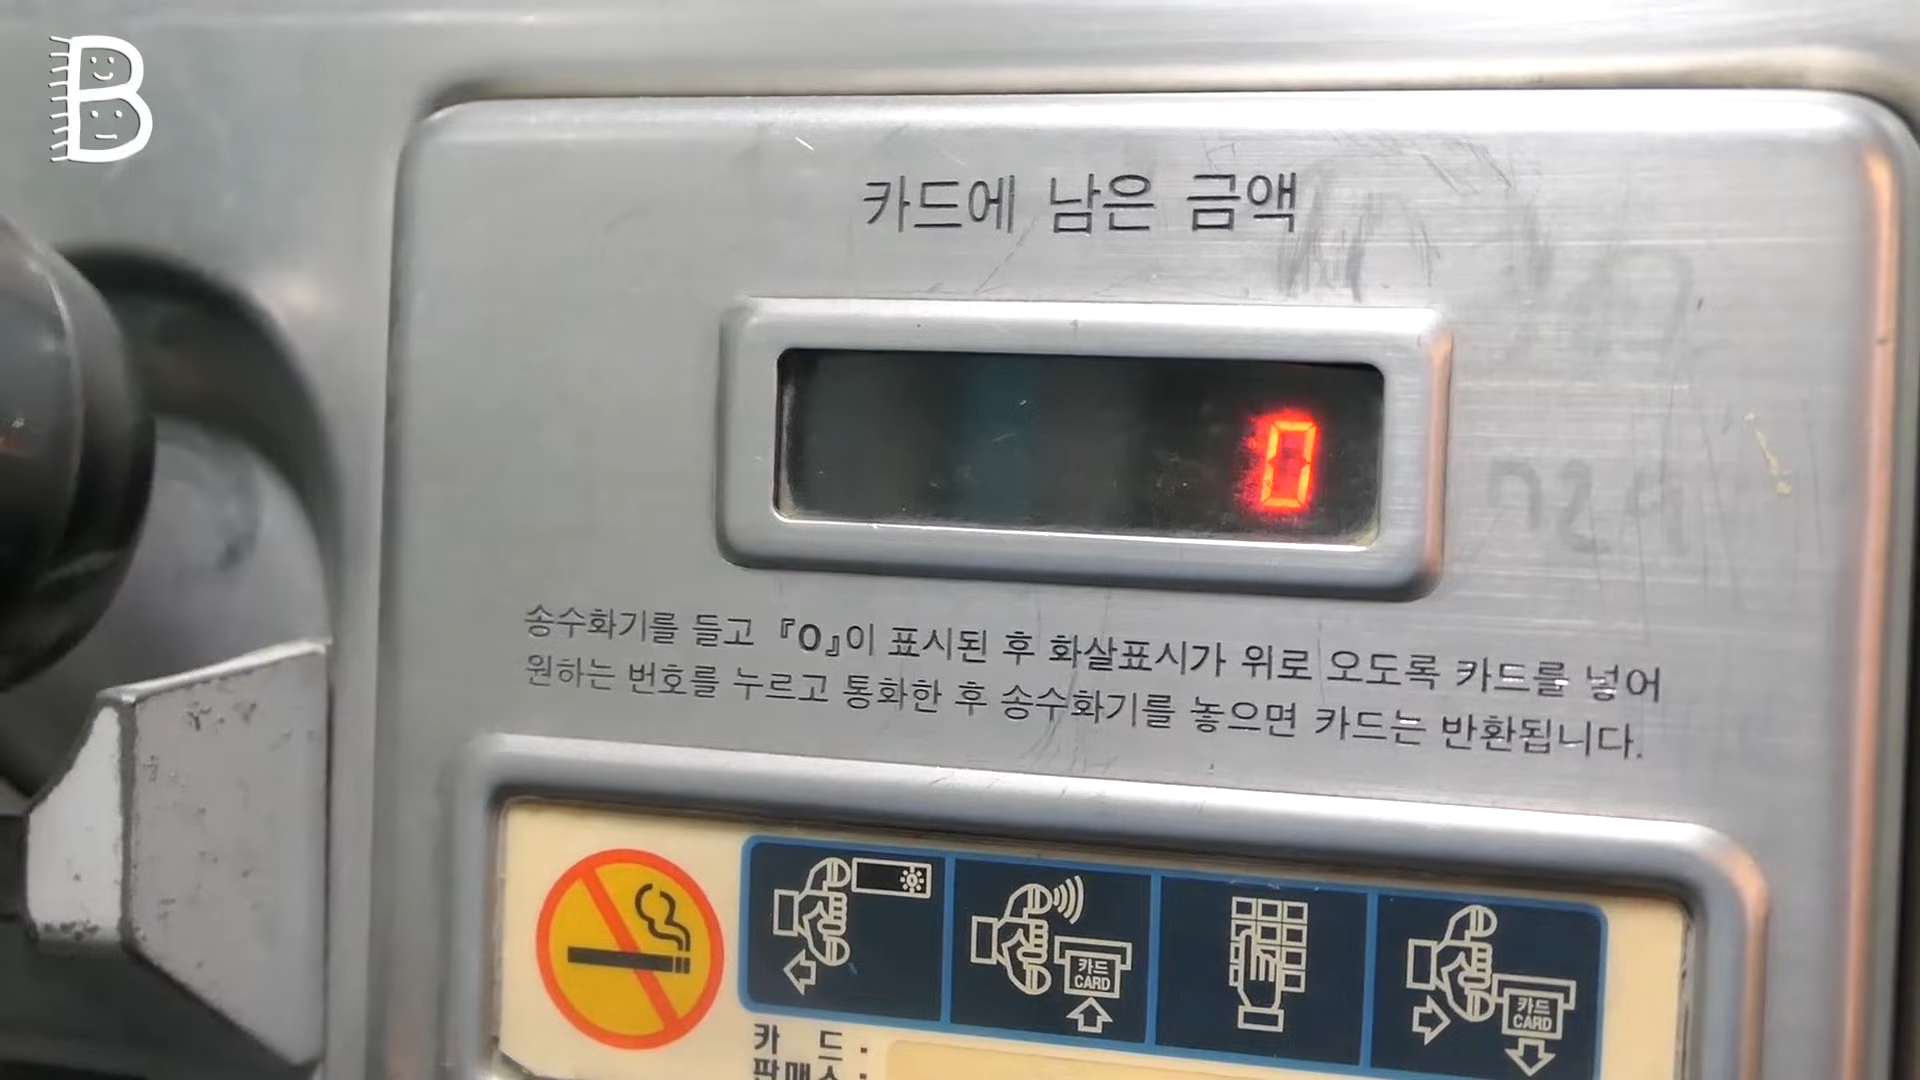 B
카드에 남은 금액
0
송수화기를 들고 『0』이 표시된 후 화살표시가 위로 오도록 카드를 넣어
원하는 번호를 누르고 통화한 후 송수화기를 놓으면 카드는 반환됩니다.
카드
CARD
카드
CARD
카 드 :
판매소 :